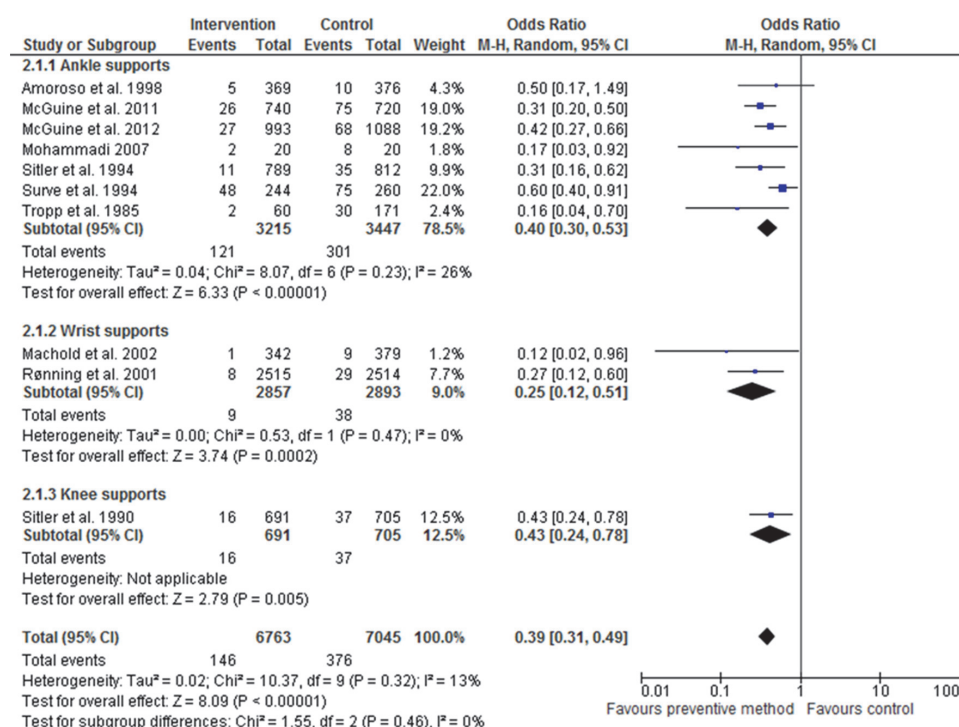 Intervention Control Odds Ratio Odds Ratio
Study or Subgroup Events Total Events Total Weight M-H, Random, 95% CI M-H, Random, 95% CI
2.1.1 Ankle supports
Amoroso et al. 1998 5 369 10 376 4.3% 0.50 [0.17, 1.49]
McGuine et al. 2011 26 740 75 720 19.0% 0.31 [0.20, 0.50]
McGuine et al. 2012 27 993 68 1088 19.2% 0.42 [0.27, 0.66]
Mohammadi 2007 2 20 8 20 1.8% 0.17 [0.03, 0.92]
Sitler et al. 1994 11 789 35 812 9.9% 0.31 [0.16, 0.62]
Surve et al. 1994 48 244 75 260 22.0% 0.60 [0.40, 0.91]
Tropp et al. 1985 2 60 30 171 2.4% 0.16 [0.04, 0.70]
Subtotal (95% CI) 3215 3447 78.5% 0.40 [0.30, 0.53]
Total events 121 301
Heterogeneity: Tau² = 0.04; Chi² = 8.07, df = 6 (P = 0.23); I² = 26%
Test for overall effect: Z = 6.33 (P < 0.00001)
2.1.2 Wrist supports
Machold et al. 2002 1 342 9 379 1.2% 0.12 [0.02, 0.96]
Rønning et al. 2001 8 2515 29 2514 7.7% 0.27 [0.12, 0.60]
Subtotal (95% CI) 2857 2893 9.0% 0.25 [0.12, 0.51]
Total events 9 38
Heterogeneity: Tau² = 0.00; Chi² = 0.53, df = 1 (P = 0.47); I² = 0%
Test for overall effect: Z = 3.74 (P = 0.0002)
2.1.3 Knee supports
Sitler et al. 1990 16 691 37 705 12.5% 0.43 [0.24, 0.78]
Subtotal (95% CI) 691 705 12.5% 0.43 [0.24, 0.78]
Total events 16 37
Heterogeneity: Not applicable
Test for overall effect: Z = 2.79 (P = 0.005)
Total (95% CI) 6763 7045 100.0% 0.39 [0.31, 0.49]
Total events 146 376
Heterogeneity: Tau² = 0.02; Chi² = 10.37, df = 9 (P = 0.32); I² = 13%
Test for overall effect: Z = 8.09 (P < 0.00001)
Test for subgroup differences: Chi² = 1.55, df = 2 (P = 0.46), I² = 0%
0.01 0.1 1 10 100
Favours preventive method Favours control